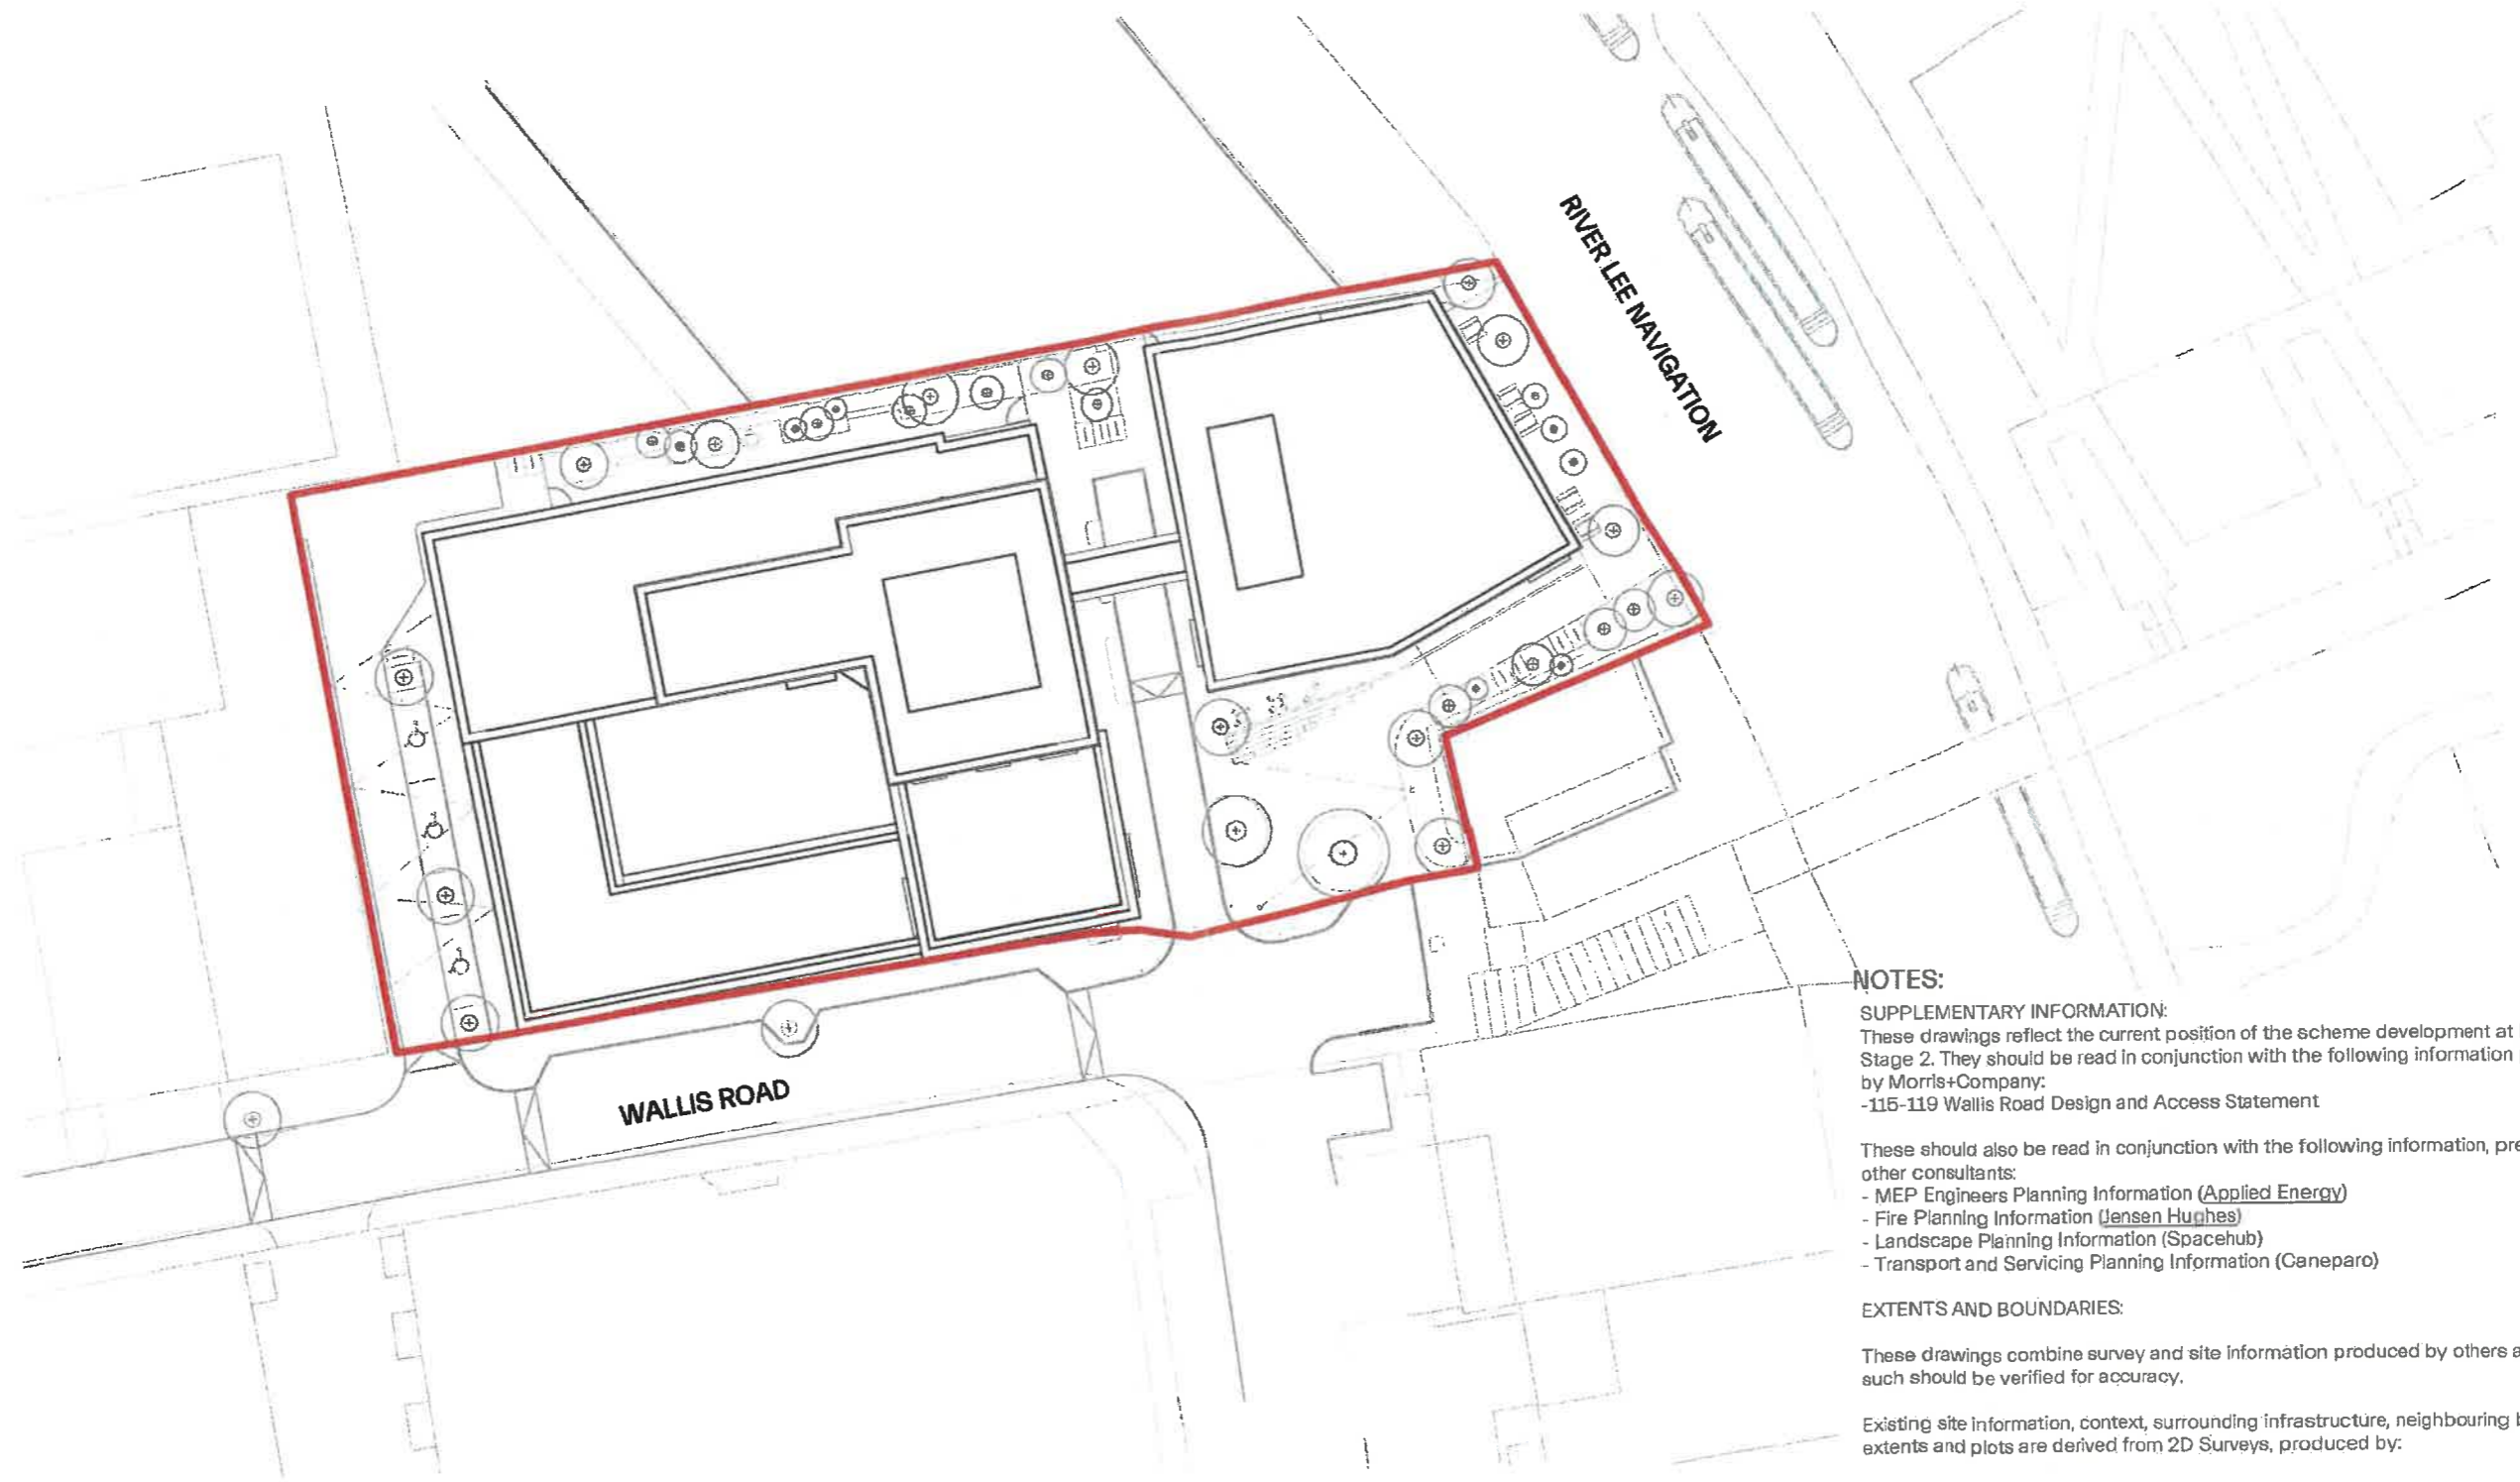 RIVER LEE NAVIGATION
WALLIS ROAD
NOTES:
SUPPLEMENTARY INFORMATION:
These drawings reflect the current position of the scheme development at
Stage 2. They should be read in conjunction with the following information
by Morris+Company:
-115-119 Wallis Road Design and Access Statement
These should also be read in conjunction with the following information, pre
other consultants:
- MEP Engineers Planning Information (Applied Energy)
- Fire Planning Information (Jensen Hughes)
- Landscape Planning Information (Spacehub)
- Transport and Servicing Planning Information (Caneparo)
EXTENTS AND BOUNDARIES:
These drawings combine survey and site information produced by others a
such should be verified for accuracy.
Existing site information, context, surrounding infrastructure, neighbouring b
extents and plots are derived from 2D Surveys, produced by: